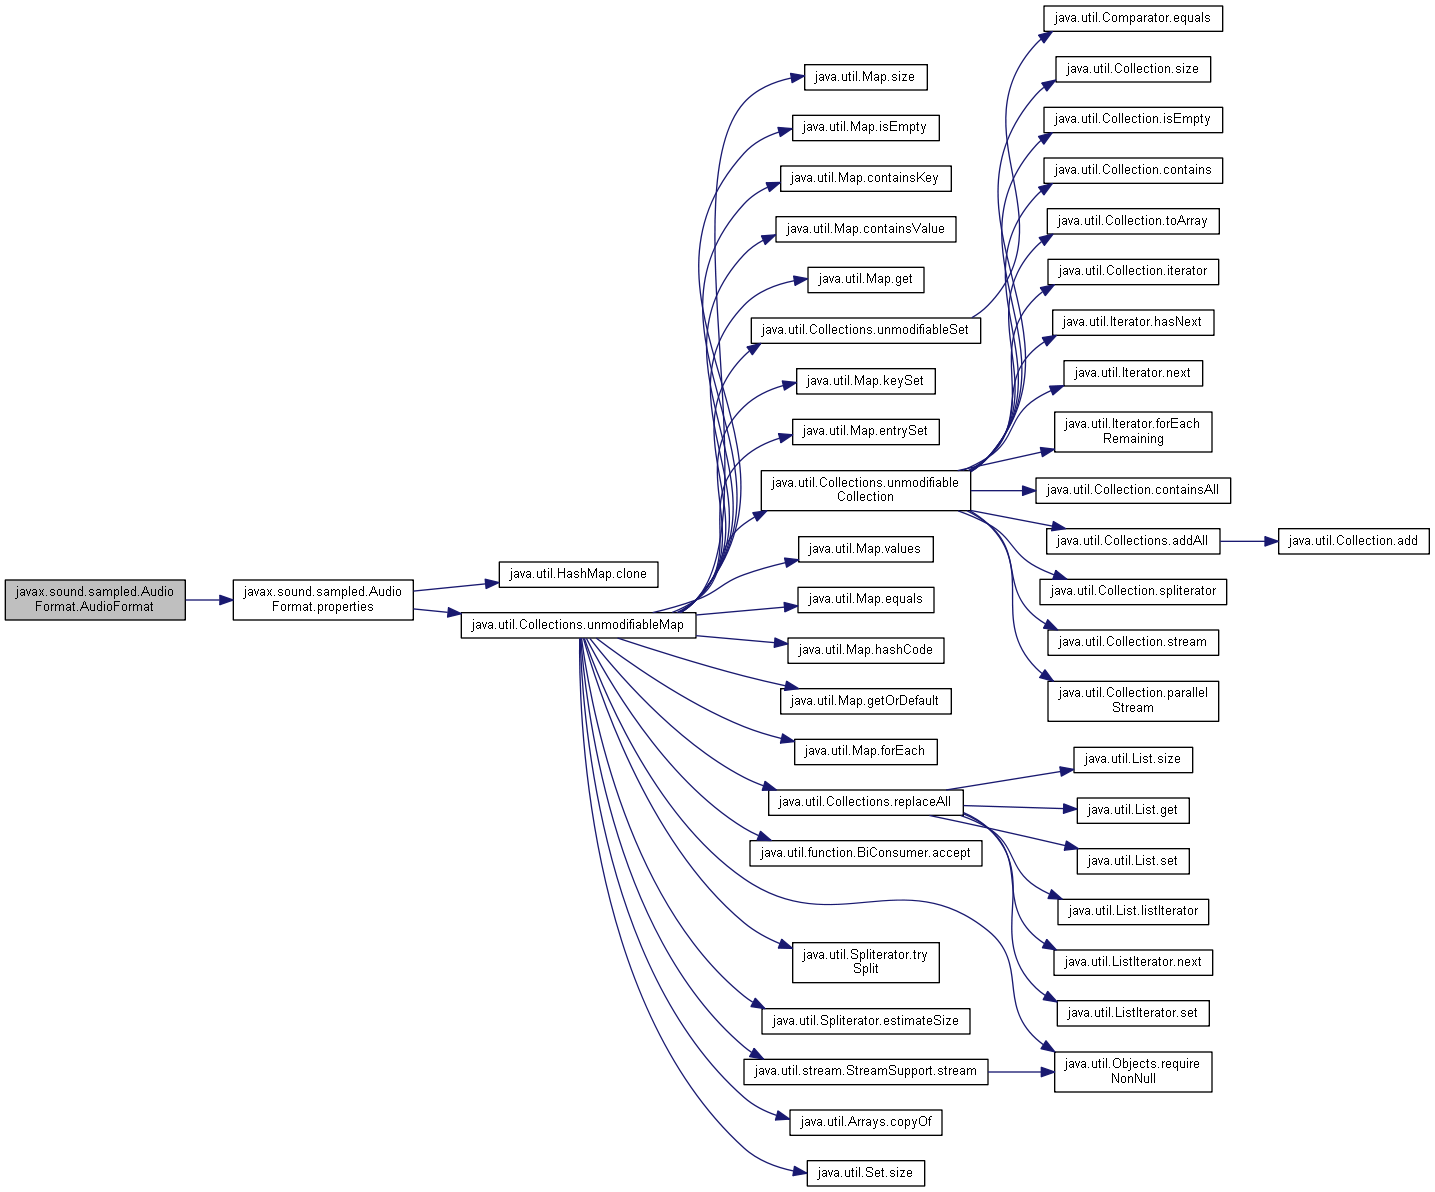 javax.sound.sampled.Audio
Format.AudioFormat
javax.sound.sampled.Audio
Format.properties
java.util.HashMap.clone
java.util.Collections.unmodifiableMap
java.util.Map.size
java.util.Map.isEmpty
java.util.Map.containsKey
java.util.Map.containsValue
java.util.Map.get
java.util.Collections.unmodifiableSet
java.util.Map.keySet
java.util.Map.entrySet
java.util.Collections.unmodifiable
Collection
java.util.Map.values
java.util.Map.equals
java.util.Map.hashCode
java.util.Map.getOrDefault
java.util.Map.forEach
java.util.Collections.replaceAll
java.util.function.BiConsumer.accept
java.util.Spliterator.try
Split
java.util.Spliterator.estimateSize
java.util.stream.StreamSupport.stream
java.util.Arrays.copyOf
java.util.Set.size
java.util.Comparator.equals
java.util.Collection.size
java.util.Collection.isEmpty
java.util.Collection.contains
java.util.Collection.toArray
java.util.Collection.iterator
java.util.Iterator.hasNext
java.util.Iterator.next
java.util.Iterator.forEach
Remaining
java.util.Collection.containsAll
java.util.Collections.addAll
java.util.Collection.spliterator
java.util.Collection.stream
java.util.Collection.parallel
Stream
java.util.List.size
java.util.List.get
java.util.List.set
java.util.List.listIterator
java.util.ListIterator.next
java.util.ListIterator.set
java.util.Objects.require
NonNull
java.util.Collection.add